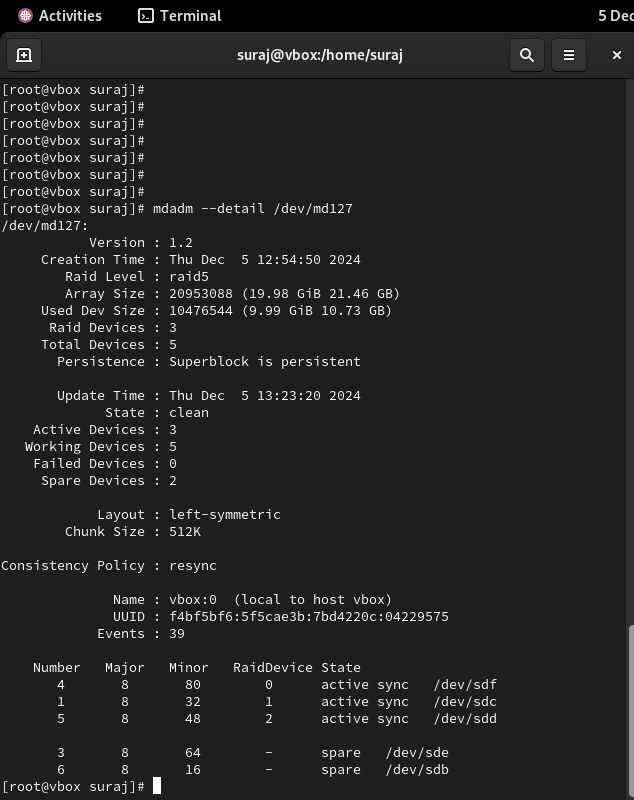 Activities Terminal 5 Dec
suraj@vbox:/home/suraj
[root@vbox suraj]#
[root@vbox suraj]#
[root@vbox suraj]#
[root@vbox suraj]#
[root@vbox suraj]#
[root@vbox suraj]#
[root@vbox suraj]#
[root@vbox suraj]# mdadm --detail /dev/md127
/dev/md127:
Version : 1.2
Creation Time : Thu Dec  5 12:54:50 2024
Raid Level : raid5
Array Size : 20953088 (19.98 GiB 21.46 GB)
Used Dev Size : 10476544 (9.99 GiB 10.73 GB)
Raid Devices : 3
Total Devices : 5
Persistence : Superblock is persistent
Update Time : Thu Dec  5 13:23:20 2024
State : clean
Active Devices : 3
Working Devices : 5
Failed Devices : 0
Spare Devices : 2
Layout : left-symmetric
Chunk Size : 512K
Consistency Policy : resync
Name : vbox:0  (local to host vbox)
UUID : f4bf5bf6:5f5cae3b:7bd4220c:04229575
Events : 39
Number   Major   Minor   RaidDevice State
4       8       80        0      active sync   /dev/sdf
1       8       32        1      active sync   /dev/sdc
5       8       48        2      active sync   /dev/sdd
3       8       64        -      spare   /dev/sde
6       8       16        -      spare   /dev/sdb
[root@vbox suraj]#